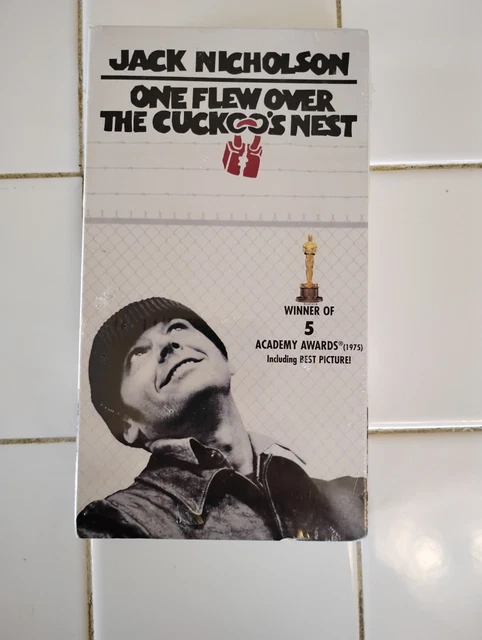 JACK NICHOLSON
ONE FLEW OVER
THE CUCKOO'S NEST
WINNER OF
5
ACADEMY AWARDS® (1975)
Including BEST PICTURE!